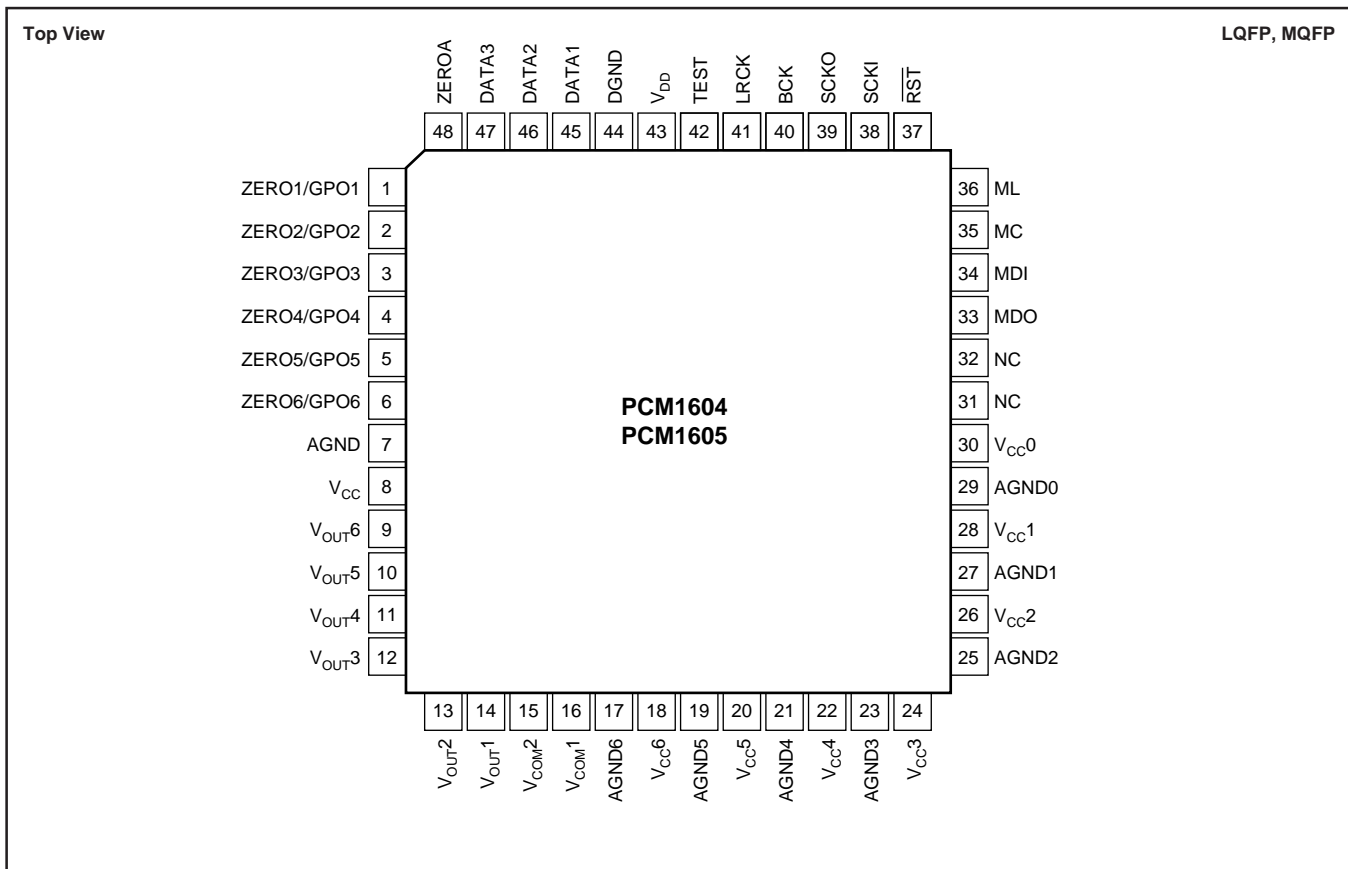 Top View
LQFP, MQFP
ZEROA
DATA3
DATA2
DATA1
DGND
VDD
TEST
LRCK
BCK
SCKO
SCKI
RST
48 47 46 45 44 43 42 41 40 39 38 37
ZERO1/GPO1 1
ZERO2/GPO2 2
ZERO3/GPO3 3
ZERO4/GPO4 4
ZERO5/GPO5 5
ZERO6/GPO6 6
AGND 7
VCC 8
VOUT6 9
VOUT5 10
VOUT4 11
VOUT3 12
PCM1604
PCM1605
36 ML
35 MC
34 MDI
33 MDO
32 NC
31 NC
30 VCC0
29 AGND0
28 VCC1
27 AGND1
26 VCC2
25 AGND2
13 14 15 16 17 18 19 20 21 22 23 24
VOUT2
VOUT1
VCOM2
VCOM1
AGND6
VCC6
AGND5
VCC5
AGND4
VCC4
AGND3
VCC3